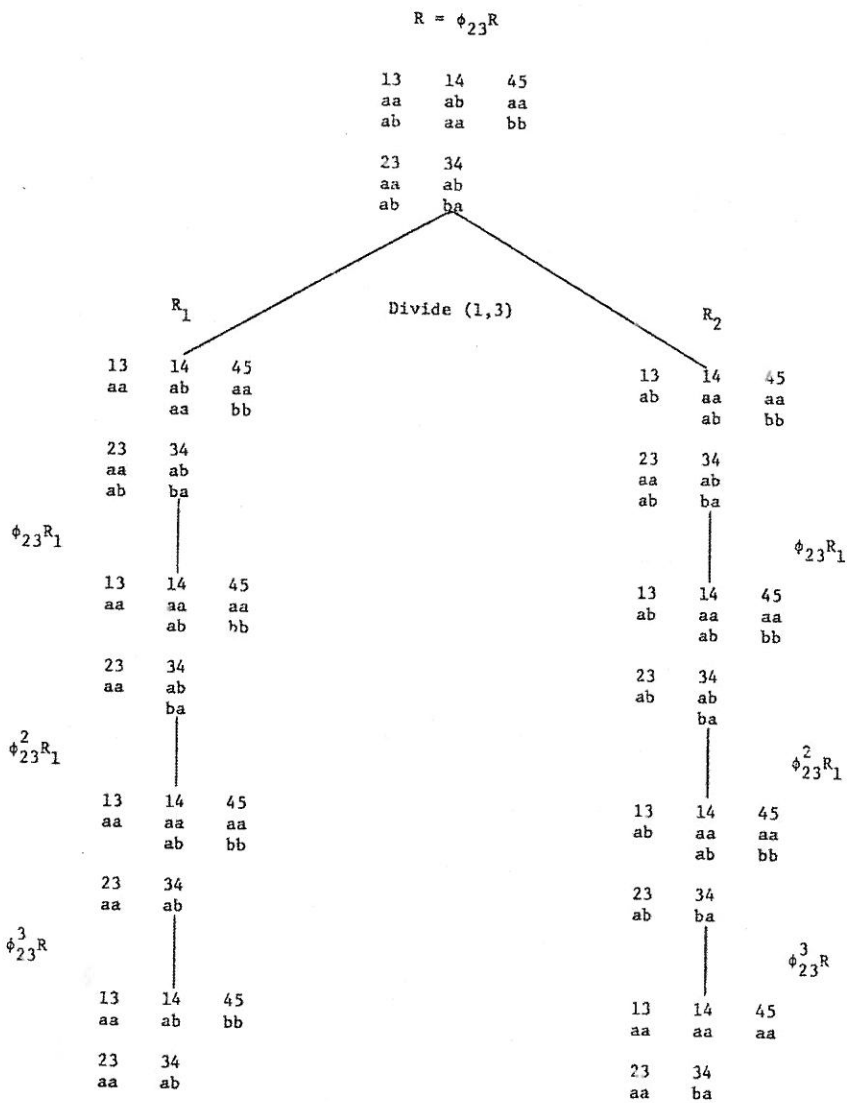 R = ϕ₂₃R
13 14 45
aa ab aa
ab aa bb
23 34
aa ab
ab ba
Divide (1,3)
R₁
13 14 45
aa ab aa
aa bb
23 34
aa ab
ab ba
ϕ₂₃R₁
13 14 45
aa aa aa
ab bb
23 34
aa ab
ba
ϕ²₂₃R₁
13 14 45
aa aa aa
ab bb
23 34
aa ab
ϕ³₂₃R
13 14 45
aa ab bb
23 34
aa ab
R₂
13 14 45
ab aa aa
ab bb
23 34
aa ab
ab ba
ϕ₂₃R₁
13 14 45
ab aa aa
ab bb
23 34
ab ab
ba
ϕ²₂₃R₁
13 14 45
ab aa aa
ab bb
23 34
ab ba
ϕ³₂₃R
13 14 45
aa aa aa
23 34
aa ba